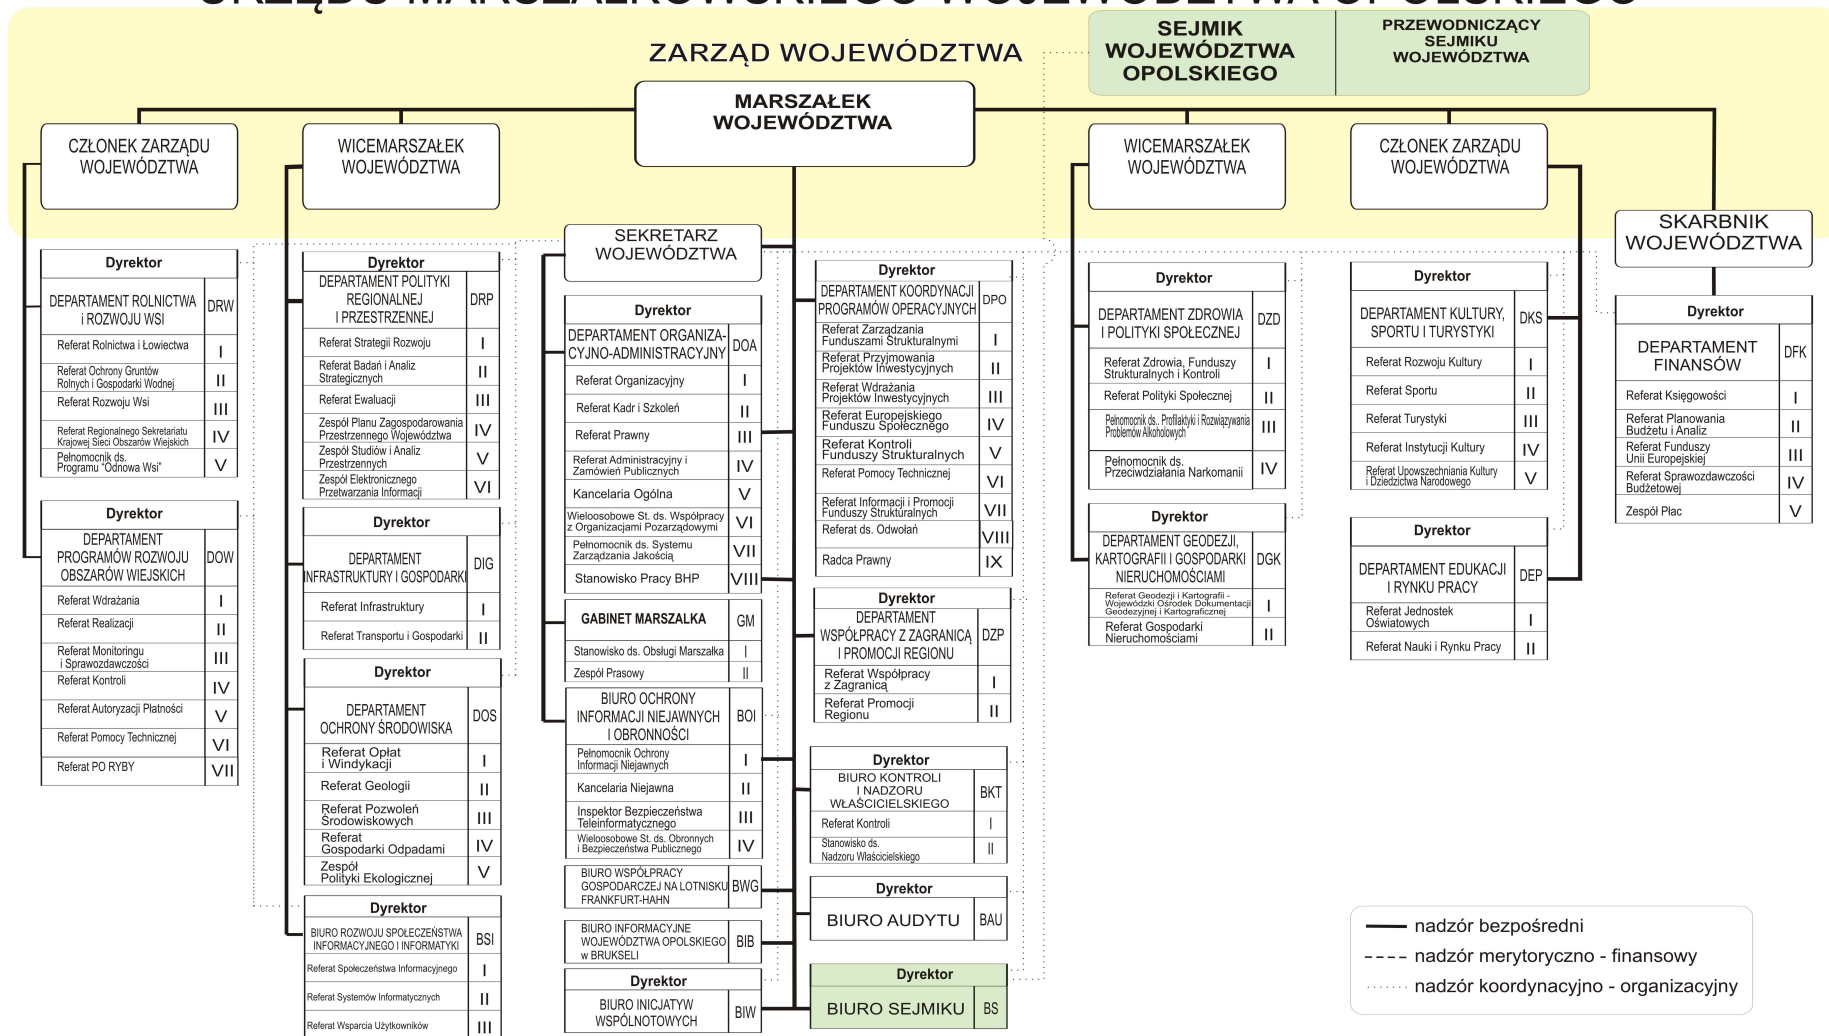 URZĘDU MARSZAŁKOWSKIEGO WOJEWÓDZTWA OPOLSKIEGO
ZARZĄD WOJEWÓDZTWA
SEJMIK
WOJEWÓDZTWA
OPOLSKIEGO
PRZEWODNICZĄCY
SEJMIKU
WOJEWÓDZTWA
MARSZAŁEK
WOJEWÓDZTWA
CZŁONEK ZARZĄDU
WOJEWÓDZTWA
WICEMARSZAŁEK
WOJEWÓDZTWA
WICEMARSZAŁEK
WOJEWÓDZTWA
CZŁONEK ZARZĄDU
WOJEWÓDZTWA
SKARBNIK
WOJEWÓDZTWA
SEKRETARZ
WOJEWÓDZTWA
Dyrektor
DEPARTAMENT ROLNICTWA
i ROZWOJU WSI
DRW
Referat Rolnictwa i Łowiectwa I
Referat Ochrony Gruntów
Rolnych i Gospodarki Wodnej II
Referat Rozwoju Wsi III
Referat Regionalnego Sekretariatu
Krajowej Sieci Obszarów Wiejskich IV
Pełnomocnik ds.
Programu "Odnowa Wsi" V
Dyrektor
DEPARTAMENT
PROGRAMÓW ROZWOJU
OBSZARÓW WIEJSKICH
DOW
Referat Wdrażania I
Referat Realizacji II
Referat Monitoringu
i Sprawozdawczości III
Referat Kontroli IV
Referat Autoryzacji Płatności V
Referat Pomocy Technicznej VI
Referat PO RYBY VII
Dyrektor
DEPARTAMENT POLITYKI
REGIONALNEJ
I PRZESTRZENNEJ
DRP
Referat Strategii Rozwoju I
Referat Badań i Analiz
Strategicznych II
Referat Ewaluacji III
Zespół Planu Zagospodarowania
Przestrzennego Województwa IV
Zespół Studiów i Analiz
Przestrzennych V
Zespół Elektronicznego
Przetwarzania Informacji VI
Dyrektor
DEPARTAMENT
INFRASTRUKTURY I GOSPODARKI
DIG
Referat Infrastruktury I
Referat Transportu i Gospodarki II
Dyrektor
DEPARTAMENT
OCHRONY ŚRODOWISKA
DOS
Referat Opłat
i Windykacji I
Referat Geologii II
Referat Pozwoleń
Środowiskowych III
Referat
Gospodarki Odpadami IV
Zespół
Polityki Ekologicznej V
Dyrektor
BIURO ROZWOJU SPOŁECZEŃSTWA
INFORMACYJNEGO I INFORMATYKI
BSI
Referat Społeczeństwa Informacyjnego I
Referat Systemów Informatycznych II
Referat Wsparcia Użytkowników III
Dyrektor
DEPARTAMENT ORGANIZA-
CYJNO-ADMINISTRACYJNY
DOA
Referat Organizacyjny I
Referat Kadr i Szkoleń II
Referat Prawny III
Referat Administracyjny i
Zamówień Publicznych IV
Kancelaria Ogólna V
Wieloosobowe St. ds. Współpracy
z Organizacjami Pozarządowymi VI
Pełnomocnik ds. Systemu
Zarządzania Jakością VII
Stanowisko Pracy BHP VIII
GABINET MARSZALKA GM
Stanowisko ds. Obsługi Marszałka I
Zespół Prasowy II
BIURO OCHRONY
INFORMACJI NIEJAWNYCH
I OBRONNOŚCI
BOI
Pełnomocnik Ochrony
Informacji Niejawnych I
Kancelaria Niejawna II
Inspektor Bezpieczeństwa
Teleinformatycznego III
Wieloosobowe St. ds. Obronnych
i Bezpieczeństwa Publicznego IV
BIURO WSPÓŁPRACY
GOSPODARCZEJ NA LOTNISKU
FRANKFURT-HAHN
BWG
BIURO INFORMACYJNE
WOJEWÓDZTWA OPOLSKIEGO
w BRUKSELI
BIB
Dyrektor
BIURO INICJATYW
WSPÓLNOTOWYCH
BIW
Dyrektor
DEPARTAMENT KOORDYNACJI
PROGRAMÓW OPERACYJNYCH
DPO
Referat Zarzadzania
Funduszami Strukturalnymi I
Referat Przyjmowania
Projektów Inwestycyjnych II
Referat Wdrażania
Projektów Inwestycyjnych III
Referat Europejskiego
Funduszu Społecznego IV
Referat Kontroli
Funduszy Strukturalnych V
Referat Pomocy Technicznej VI
Referat Informacji i Promocji
Funduszy Strukturalnych VII
Referat ds. Odwołań VIII
Radca Prawny IX
Dyrektor
DEPARTAMENT
WSPÓŁPRACY Z ZAGRANICĄ
I PROMOCJI REGIONU
DZP
Referat Współpracy
z Zagranicą I
Referat Promocji
Regionu II
Dyrektor
BIURO KONTROLI
I NADZORU
WŁAŚCICIELSKIEGO
BKT
Referat Kontroli I
Stanowisko ds.
Nadzoru Właścicielskiego II
Dyrektor
BIURO AUDYTU BAU
Dyrektor
BIURO SEJMIKU BS
Dyrektor
DEPARTAMENT ZDROWIA
I POLITYKI SPOŁECZNEJ
DZD
Referat Zdrowia, Funduszy
Strukturalnych i Kontroli I
Referat Polityki Społecznej II
Pełnomocnik ds.. Profilaktyki i Rozwiązywania
Problemów Alkoholowych III
Pełnomocnik ds.
Przeciwdziałania Narkomanii IV
Dyrektor
DEPARTAMENT GEODEZJI,
KARTOGRAFII I GOSPODARKI
NIERUCHOMOŚCIAMI
DGK
Referat Geodezji i Kartografii -
Wojewódzki Ośrodek Dokumentacji
Geodezyjnej i Kartograficznej I
Referat Gospodarki
Nieruchomościami II
Dyrektor
DEPARTAMENT KULTURY,
SPORTU I TURYSTYKI
DKS
Referat Rozwoju Kultury I
Referat Sportu II
Referat Turystyki III
Referat Instytucji Kultury IV
Referat Upowszechniania Kultury
i Dziedzictwa Narodowego V
Dyrektor
DEPARTAMENT EDUKACJI
I RYNKU PRACY
DEP
Referat Jednostek
Oświatowych I
Referat Nauki i Rynku Pracy II
Dyrektor
DEPARTAMENT
FINANSÓW
DFK
Referat Księgowości I
Referat Planowania
Budżetu i Analiz II
Referat Funduszy
Unii Europejskiej III
Referat Sprawozdawczości
Budżetowej IV
Zespół Płac V
nadzór bezpośredni
nadzór merytoryczno - finansowy
nadzór koordynacyjno - organizacyjny